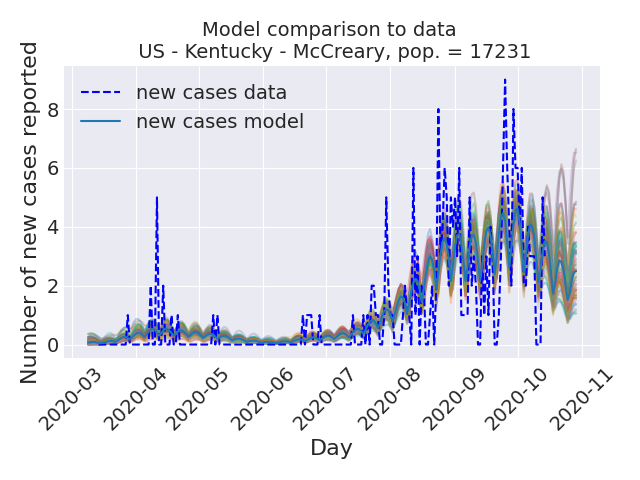 Model comparison to data
US - Kentucky - McCreary, pop. = 17231
Number of new cases reported
8
6
4
2
0
new cases data
new cases model
2020-03
2020-04
2020-05
2020-06
2020-07
2020-08
2020-09
2020-10
2020-11
Day